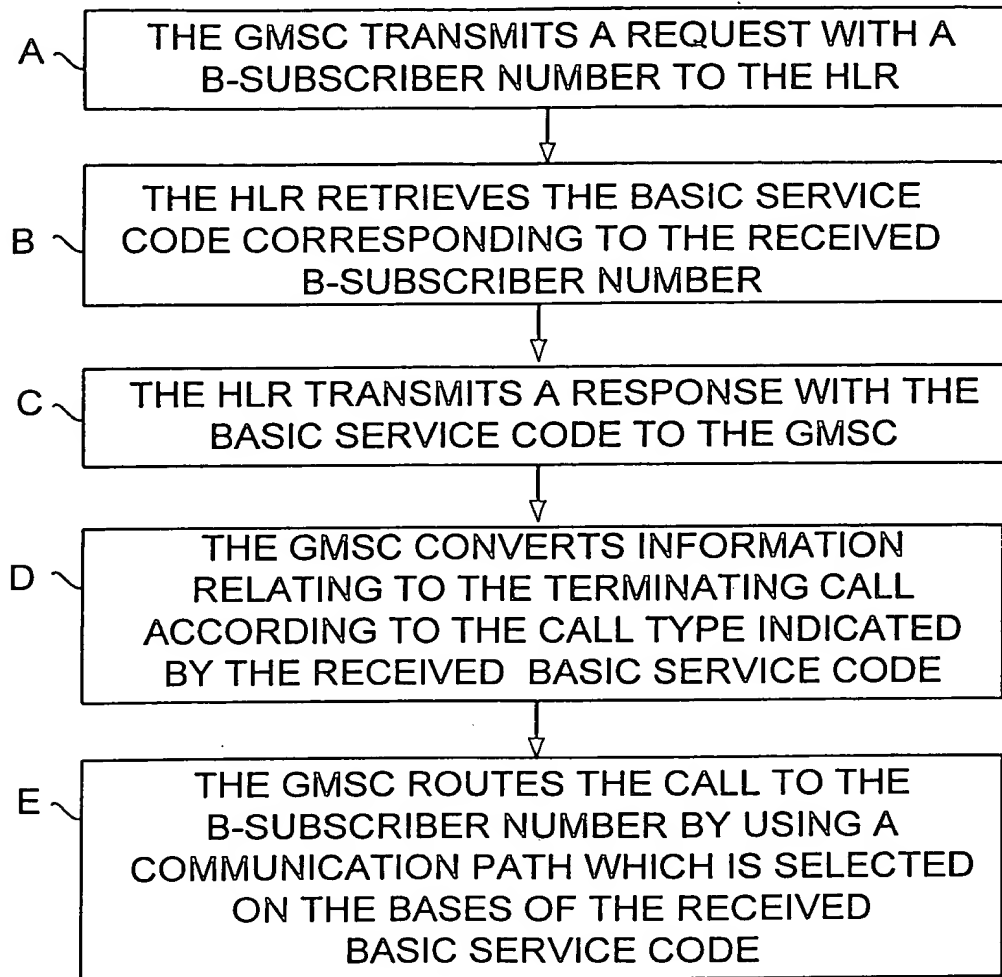 A
THE GMSC TRANSMITS A REQUEST WITH A
B-SUBSCRIBER NUMBER TO THE HLR
B
THE HLR RETRIEVES THE BASIC SERVICE
CODE CORRESPONDING TO THE RECEIVED
B-SUBSCRIBER NUMBER
C
THE HLR TRANSMITS A RESPONSE WITH THE
BASIC SERVICE CODE TO THE GMSC
D
THE GMSC CONVERTS INFORMATION
RELATING TO THE TERMINATING CALL
ACCORDING TO THE CALL TYPE INDICATED
BY THE RECEIVED BASIC SERVICE CODE
E
THE GMSC ROUTES THE CALL TO THE
B-SUBSCRIBER NUMBER BY USING A
COMMUNICATION PATH WHICH IS SELECTED
ON THE BASES OF THE RECEIVED
BASIC SERVICE CODE